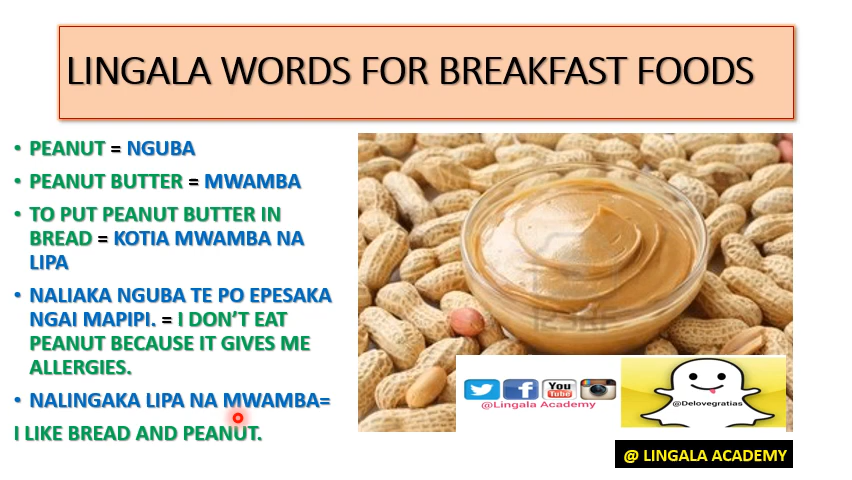 LINGALA WORDS FOR BREAKFAST FOODS
• PEANUT = NGUBA
• PEANUT BUTTER = MWAMBA
• TO PUT PEANUT BUTTER IN
BREAD = KOTIA MWAMBA NA
LIPA
• NALIAKA NGUBA TE PO EPESAKA
NGAI MAPIPI. = I DON'T EAT
PEANUT BECAUSE IT GIVES ME
ALLERGIES.
• NALINGAKA LIPA NA MWAMBA=
I LIKE BREAD AND PEANUT.
You
Tube
@Lingala Academy
@Delovegratias
@ LINGALA ACADEMY